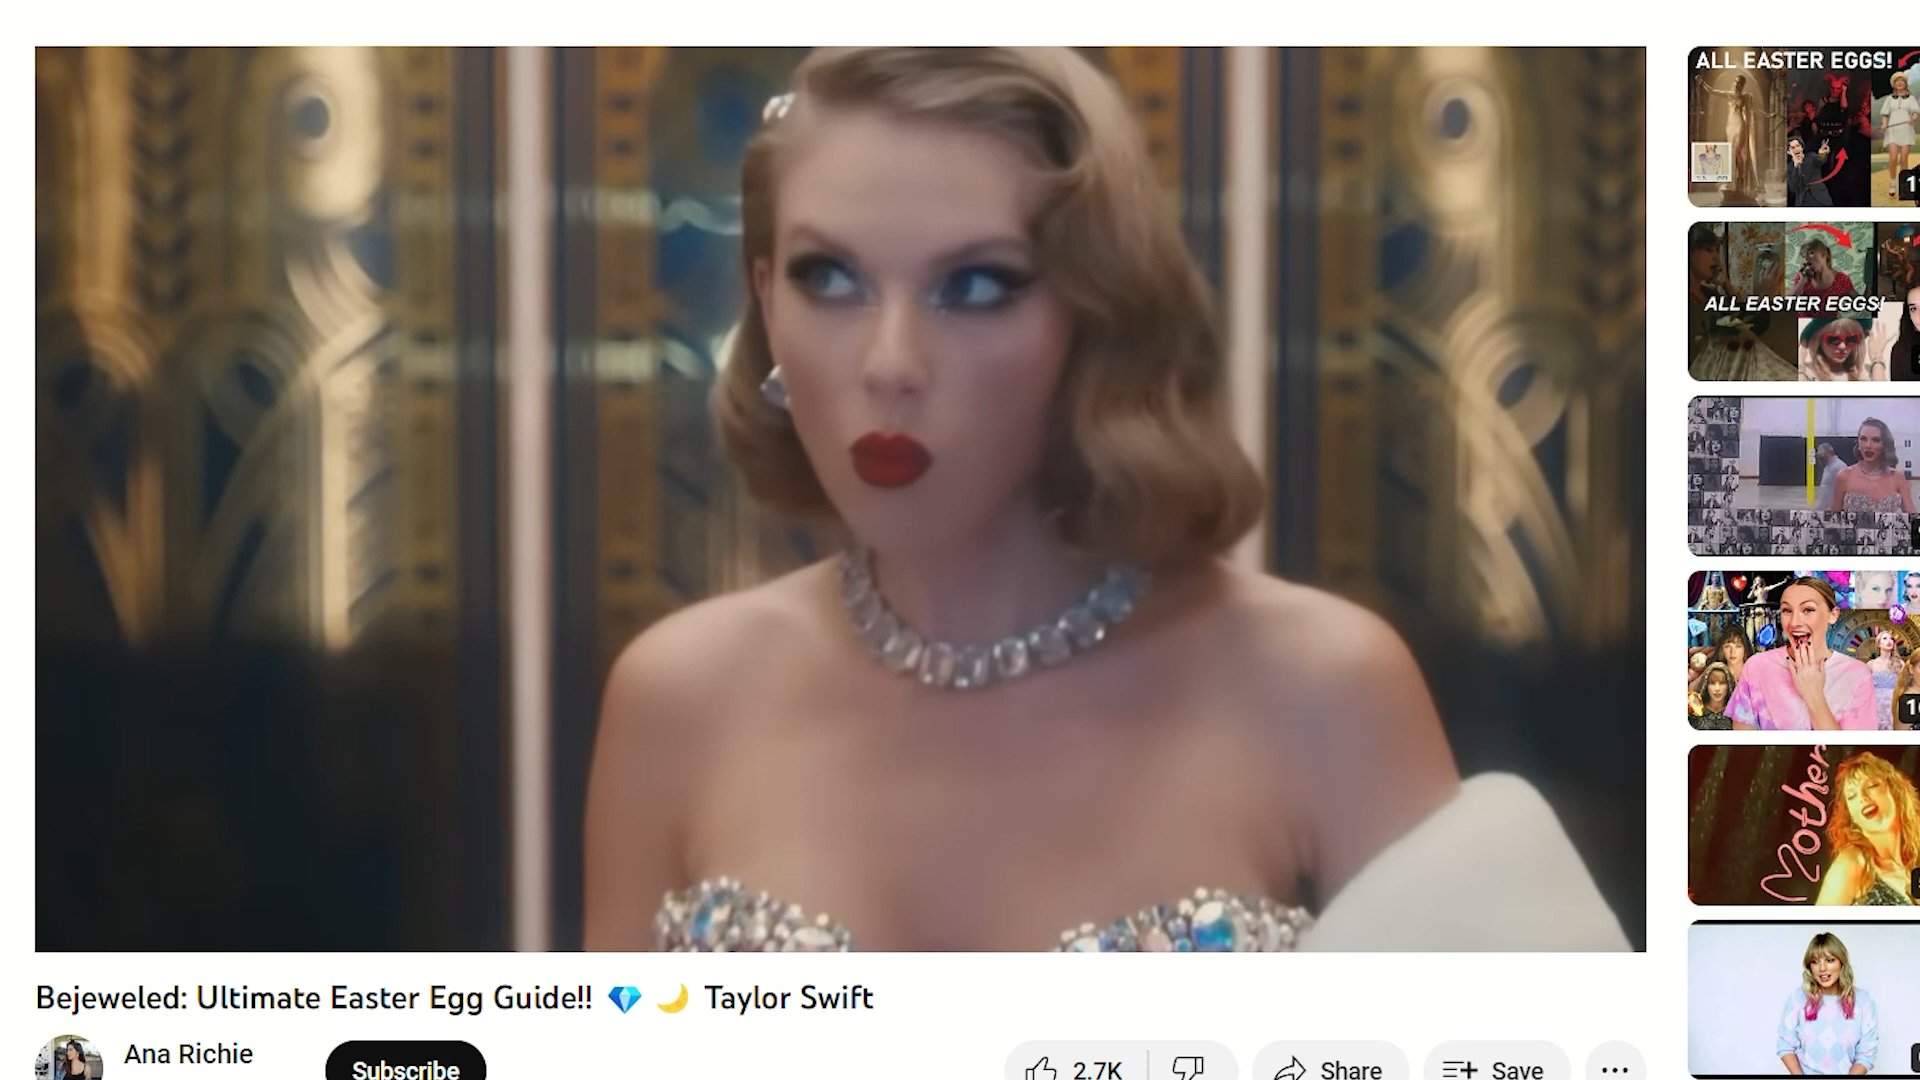 ALL EASTER EGGS!
ALL EASTER EGGS!
Mother
Bejeweled: Ultimate Easter Egg Guide!! 💎 🌙 Taylor Swift
Ana Richie
Subscribe
2.7K
Share
Save